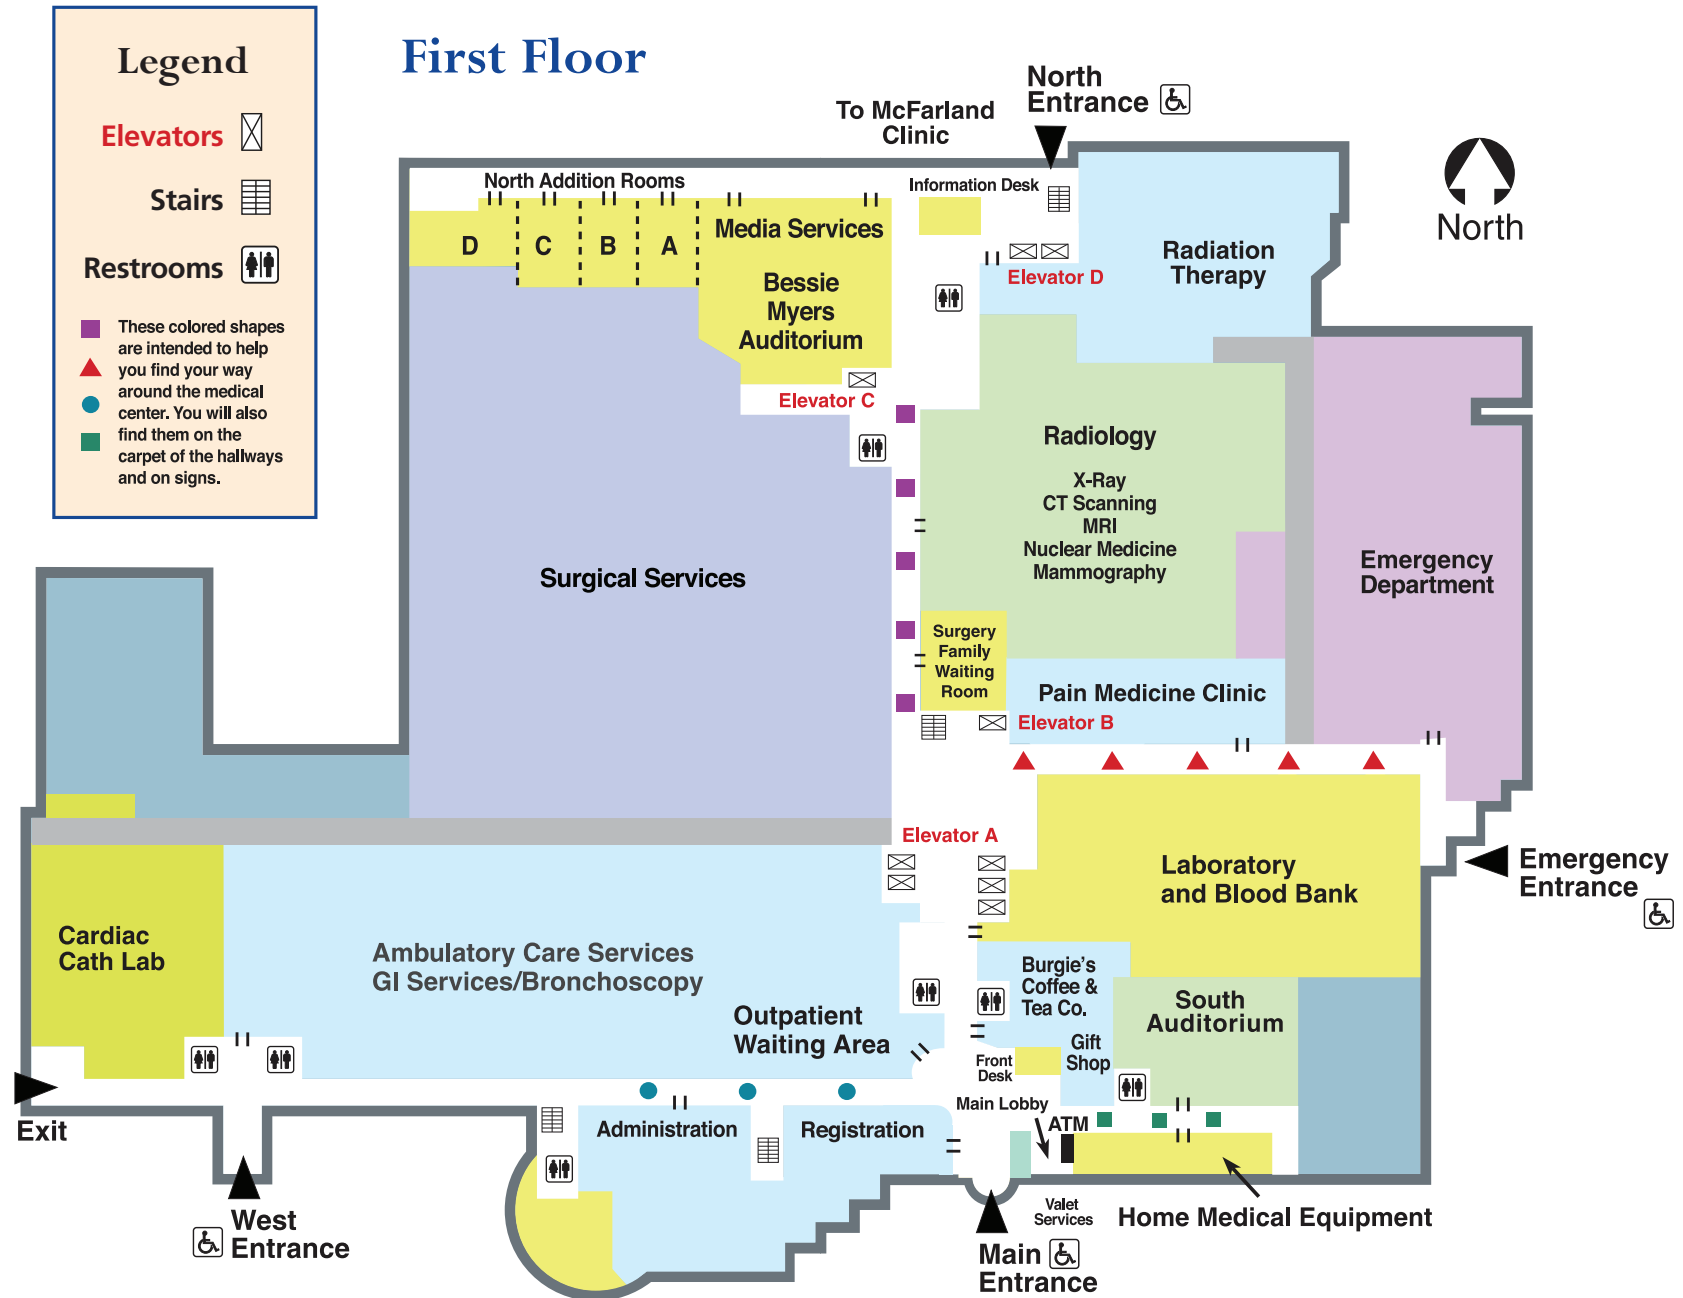 Legend
Elevators
Stairs
Restrooms
These colored shapes
are intended to help
you find your way
around the medical
center. You will also
find them on the
carpet of the hallways
and on signs.
First Floor
To McFarland
Clinic
North
Entrance
North
North Addition Rooms
D
C
B
A
Media Services
Bessie
Myers
Auditorium
Information Desk
Elevator D
Radiation
Therapy
Elevator C
Radiology
X-Ray
CT Scanning
MRI
Nuclear Medicine
Mammography
Surgical Services
Emergency
Department
Surgery
Family
Waiting
Room
Pain Medicine Clinic
Elevator B
Elevator A
Laboratory
and Blood Bank
Emergency
Entrance
Cardiac
Cath Lab
Ambulatory Care Services
GI Services/Bronchoscopy
Outpatient
Waiting Area
Burgie's
Coffee &
Tea Co.
Gift
Shop
South
Auditorium
Front
Desk
Main Lobby
ATM
Exit
Administration
Registration
West
Entrance
Valet
Services
Home Medical Equipment
Main
Entrance